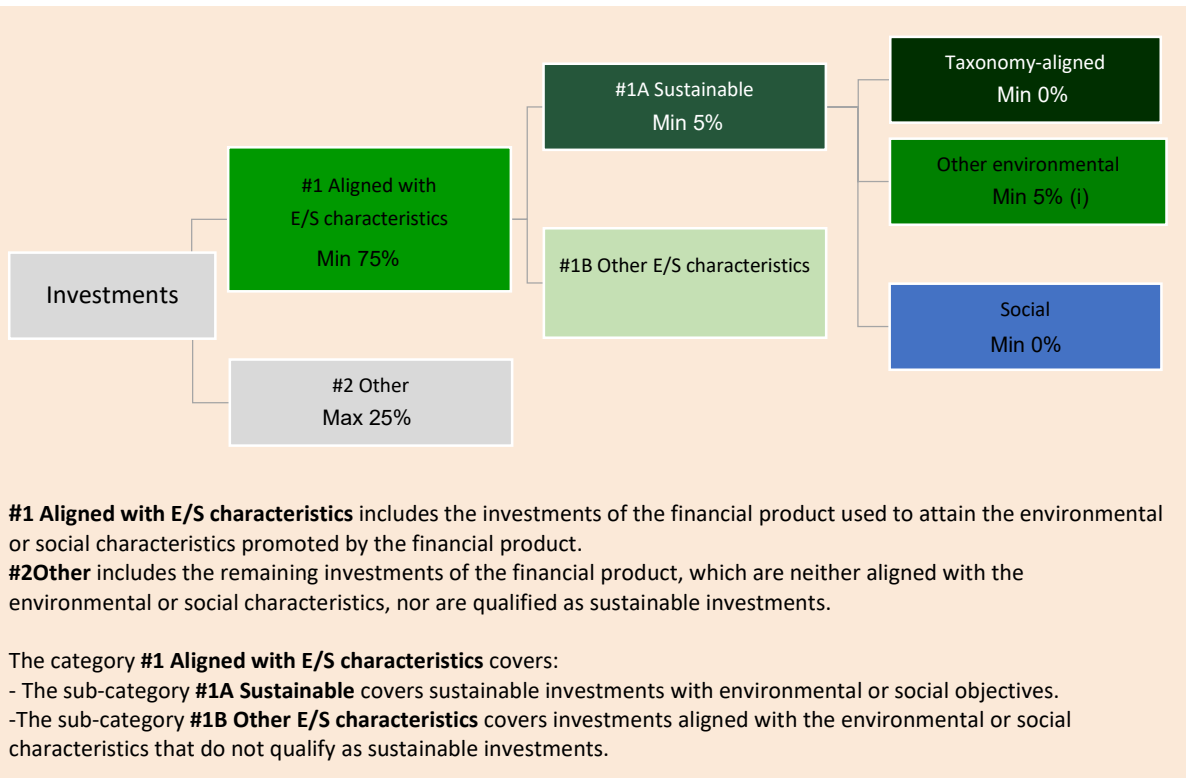 Investments
#1 Aligned with
E/S characteristics
Min 75%
#2 Other
Max 25%
#1A Sustainable
Min 5%
#1B Other E/S characteristics
Taxonomy-aligned
Min 0%
Other environmental
Min 5% (i)
Social
Min 0%
#1 Aligned with E/S characteristics includes the investments of the financial product used to attain the environmental
or social characteristics promoted by the financial product.
#2Other includes the remaining investments of the financial product, which are neither aligned with the
environmental or social characteristics, nor are qualified as sustainable investments.
The category #1 Aligned with E/S characteristics covers:
- The sub-category #1A Sustainable covers sustainable investments with environmental or social objectives.
-The sub-category #1B Other E/S characteristics covers investments aligned with the environmental or social
characteristics that do not qualify as sustainable investments.